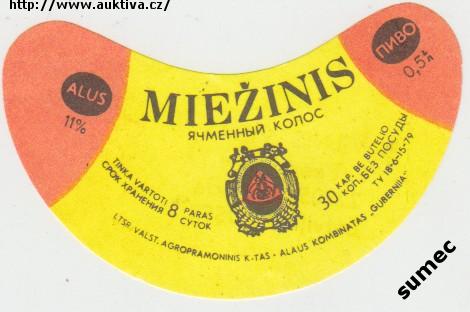 http://www.auktiva.cz/
ALUS
11%
MIEŽINIS
ЯЧМЕННЫЙ КОЛОС
ПИВО
0,5 л
TINKA VARTOTI 8 PARAS
СРОК ХРАНЕНИЯ 8 СУТОК
30 KAP. BE BUTELIO
КОП. БЕЗ ПОСУДЫ
ТУ 18-6-15-79
LTSR VALST. AGROPRAMONINIS K-TAS - ALAUS KOMBINATAS „GUBERNIJA"
sumec